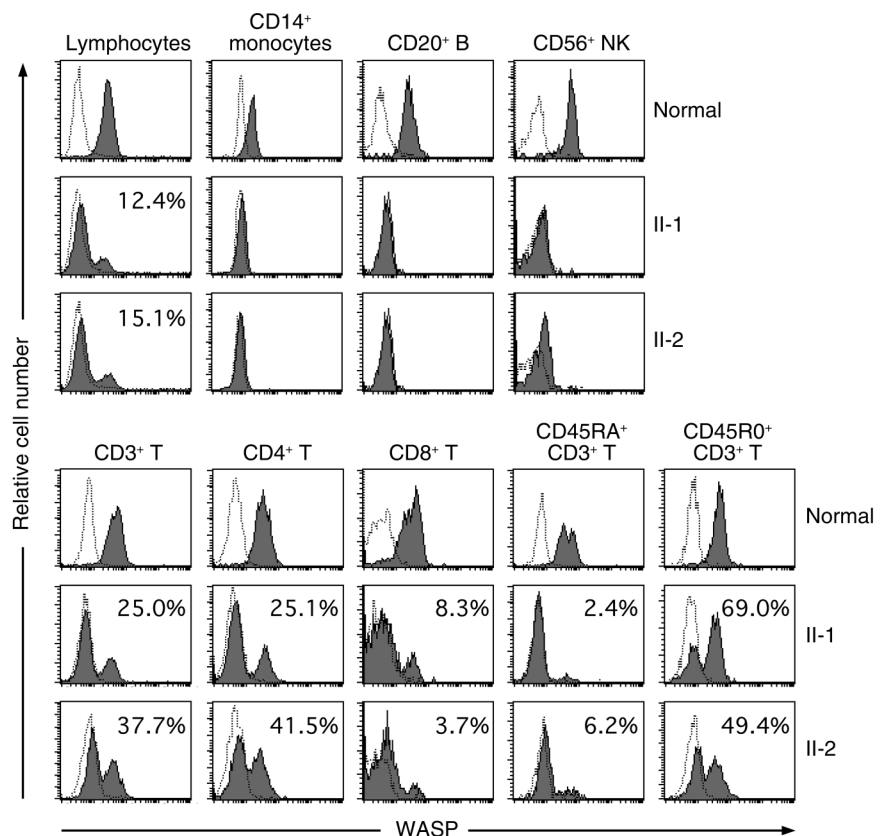 Lymphocytes
CD14⁺
monocytes
CD20⁺ B
CD56⁺ NK
Normal
12.4%
II-1
15.1%
II-2
CD3⁺ T
CD4⁺ T
CD8⁺ T
CD45RA⁺
CD3⁺ T
CD45R0⁺
CD3⁺ T
Normal
25.0%
25.1%
8.3%
2.4%
69.0%
II-1
37.7%
41.5%
3.7%
6.2%
49.4%
II-2
Relative cell number
WASP